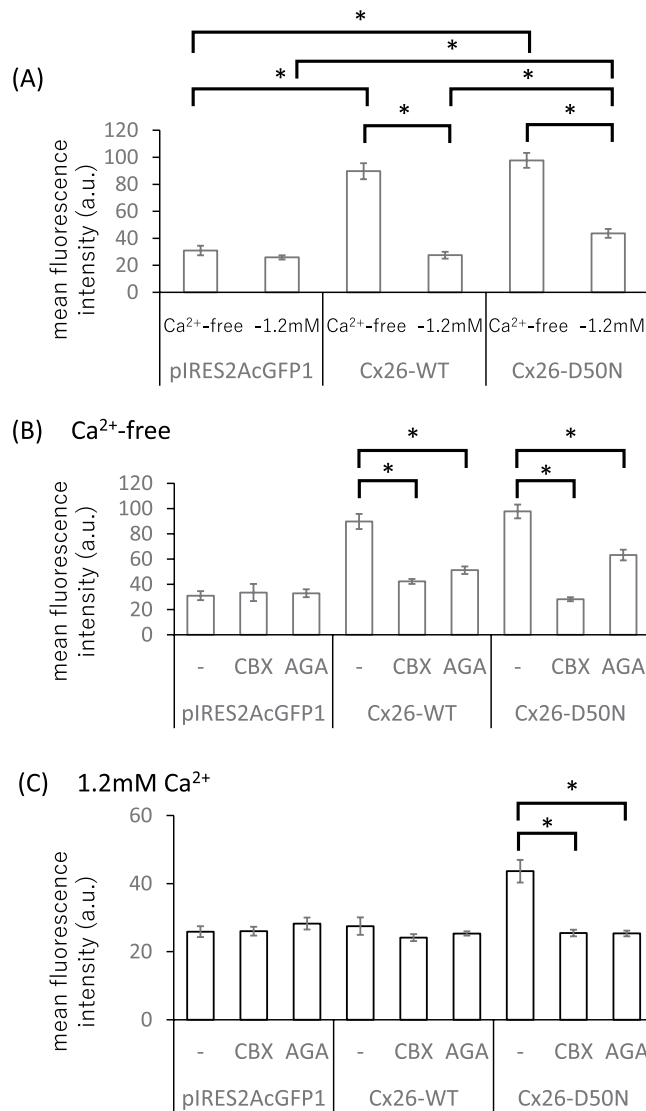 *
*
(A) * *
* *
mean fluorescence
intensity (a.u.)
120
100
80
60
40
20
0
Ca²⁺-free -1.2mM Ca²⁺-free -1.2mM Ca²⁺-free -1.2mM
pIRES2AcGFP1 Cx26-WT Cx26-D50N
(B) Ca²⁺-free
* *
* *
mean fluorescence
intensity (a.u.)
120
100
80
60
40
20
0
- CBX AGA - CBX AGA - CBX AGA
pIRES2AcGFP1 Cx26-WT Cx26-D50N
(C) 1.2mM Ca²⁺
*
*
mean fluorescence
intensity (a.u.)
60
40
20
0
- CBX AGA - CBX AGA - CBX AGA
pIRES2AcGFP1 Cx26-WT Cx26-D50N